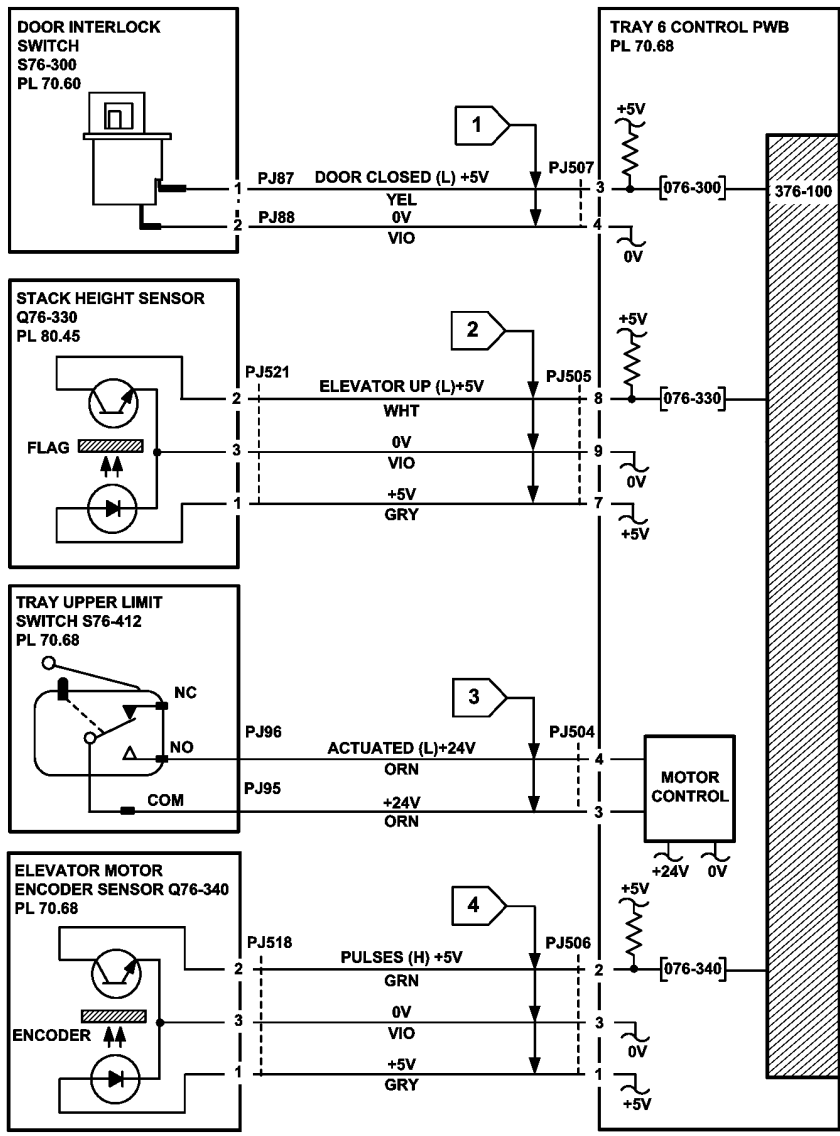 DOOR INTERLOCK
SWITCH
S76-300
PL 70.60
1
PJ87
DOOR CLOSED (L) +5V
YEL
2
PJ88
0V
VIO
1
PJ507
3
4
TRAY 6 CONTROL PWB
PL 70.68
+5V
[076-300]
0V
376-100
STACK HEIGHT SENSOR
Q76-330
PL 80.45
FLAG
PJ521
2
3
1
ELEVATOR UP (L)+5V
WHT
0V
VIO
+5V
GRY
2
PJ505
8
9
7
+5V
[076-330]
0V
+5V
TRAY UPPER LIMIT
SWITCH S76-412
PL 70.68
NC
NO
COM
PJ96
ACTUATED (L)+24V
ORN
PJ95
+24V
ORN
3
PJ504
4
3
MOTOR
CONTROL
+24V
0V
ELEVATOR MOTOR
ENCODER SENSOR Q76-340
PL 70.68
ENCODER
PJ518
2
3
1
PULSES (H) +5V
GRN
0V
VIO
+5V
GRY
4
PJ506
2
3
1
+5V
[076-340]
0V
+5V